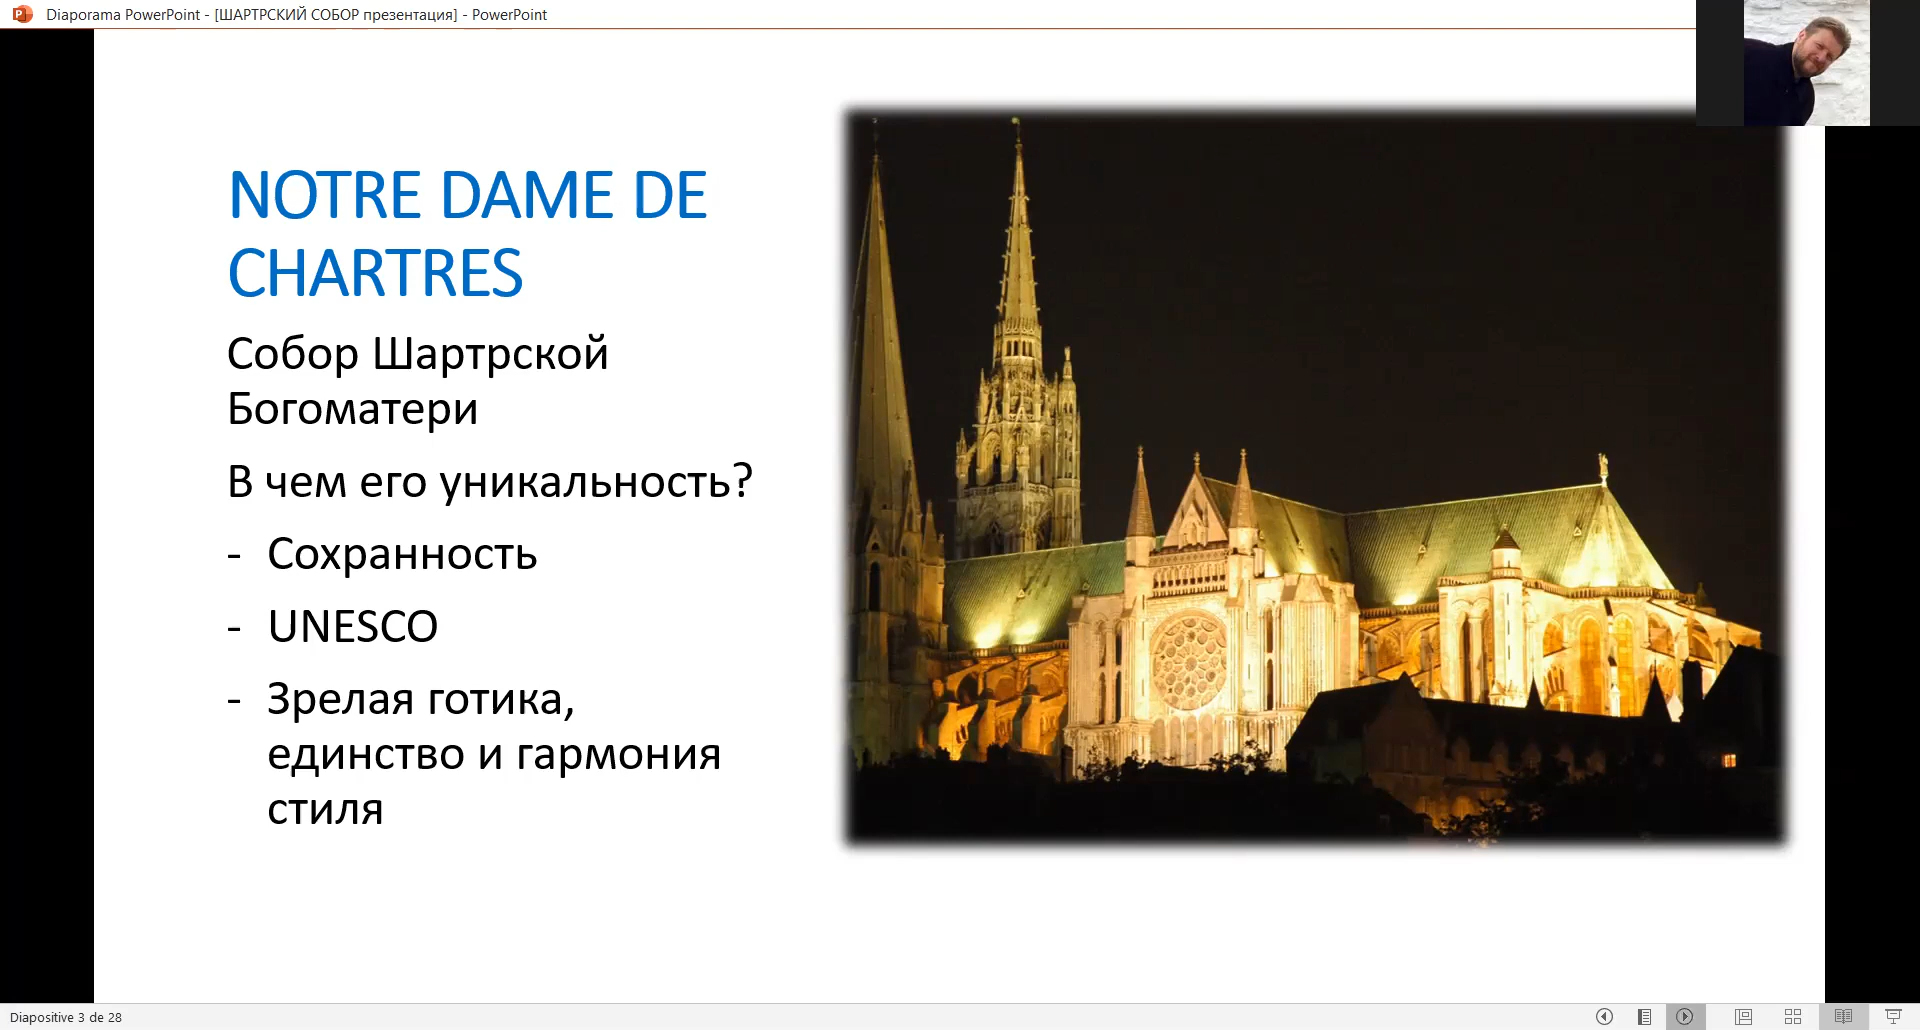 Diaporama PowerPoint - [ШАРТРСКИЙ СОБОР презентация] - PowerPoint
NOTRE DAME DE
CHARTRES
Собор Шартрской
Богоматери
В чем его уникальность?
- Сохранность
- UNESCO
- Зрелая готика,
единство и гармония
стиля
Diapositive 3 de 28